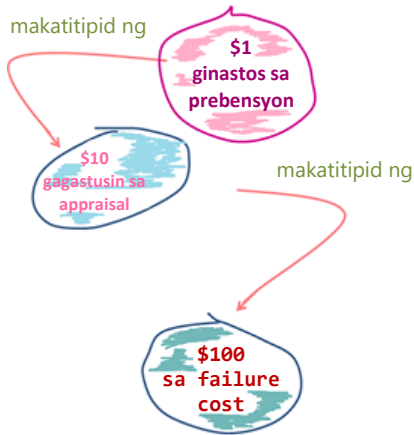 makatitipid ng
$1
ginastos sa
prebensyon
$10
gagastusin sa
appraisal
makatitipid ng
$100
sa failure
cost